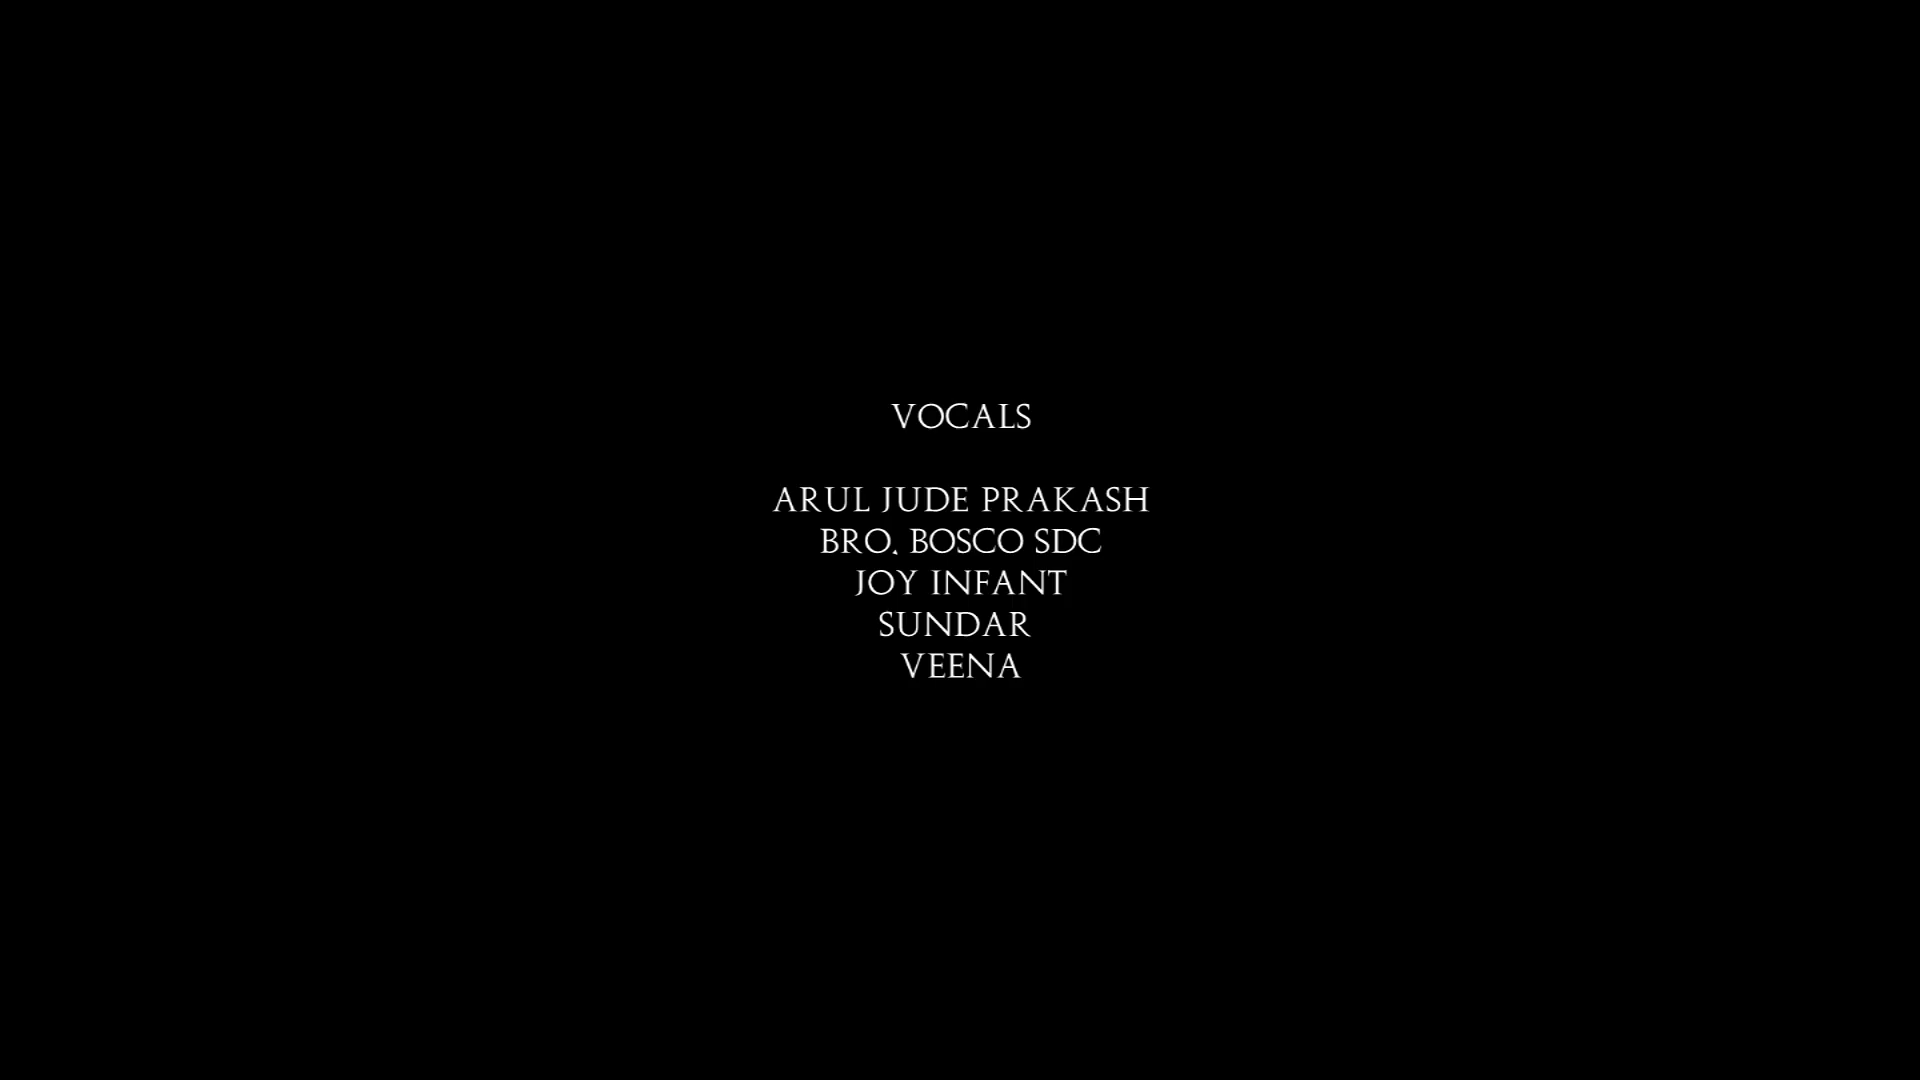 VOCALS
ARUL JUDE PRAKASH
BRO. BOSCO SDC
JOY INFANT
SUNDAR
VEENA